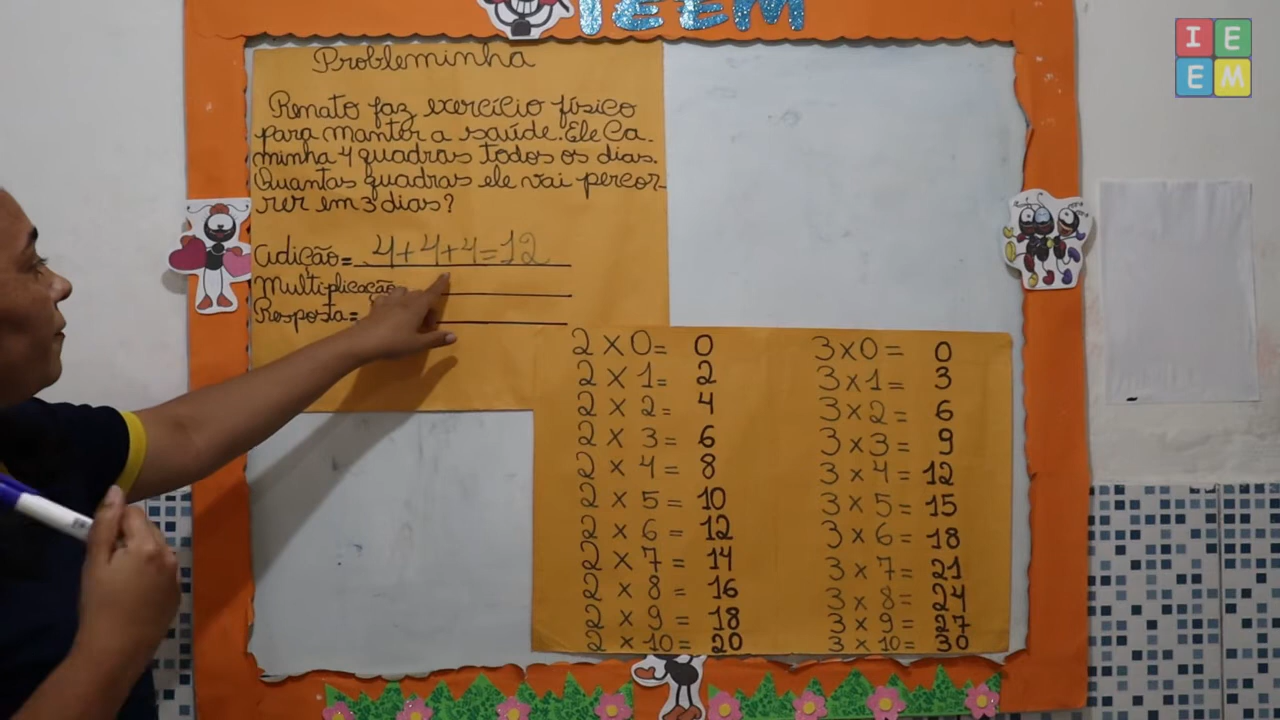 IEEM
I E
E M
Probleminha
Renato faz exercício físico
para manter a saúde. Ele Ca-
minha 4 quadras todos os dias.
Quantas quadras ele vai percor-
rer em 3 dias?
Adição= 4+4+4=12
Multiplicação
Resposta=
2 x 0= 0
2 x 1= 2
2 x 2= 4
2 x 3= 6
2 x 4= 8
2 x 5= 10
2 x 6= 12
2 x 7= 14
2 x 8= 16
2 x 9= 18
2 x 10= 20
3 x 0= 0
3 x 1= 3
3 x 2= 6
3 x 3= 9
3 x 4= 12
3 x 5= 15
3 x 6= 18
3 x 7= 21
3 x 8= 24
3 x 9= 27
3 x 10= 30